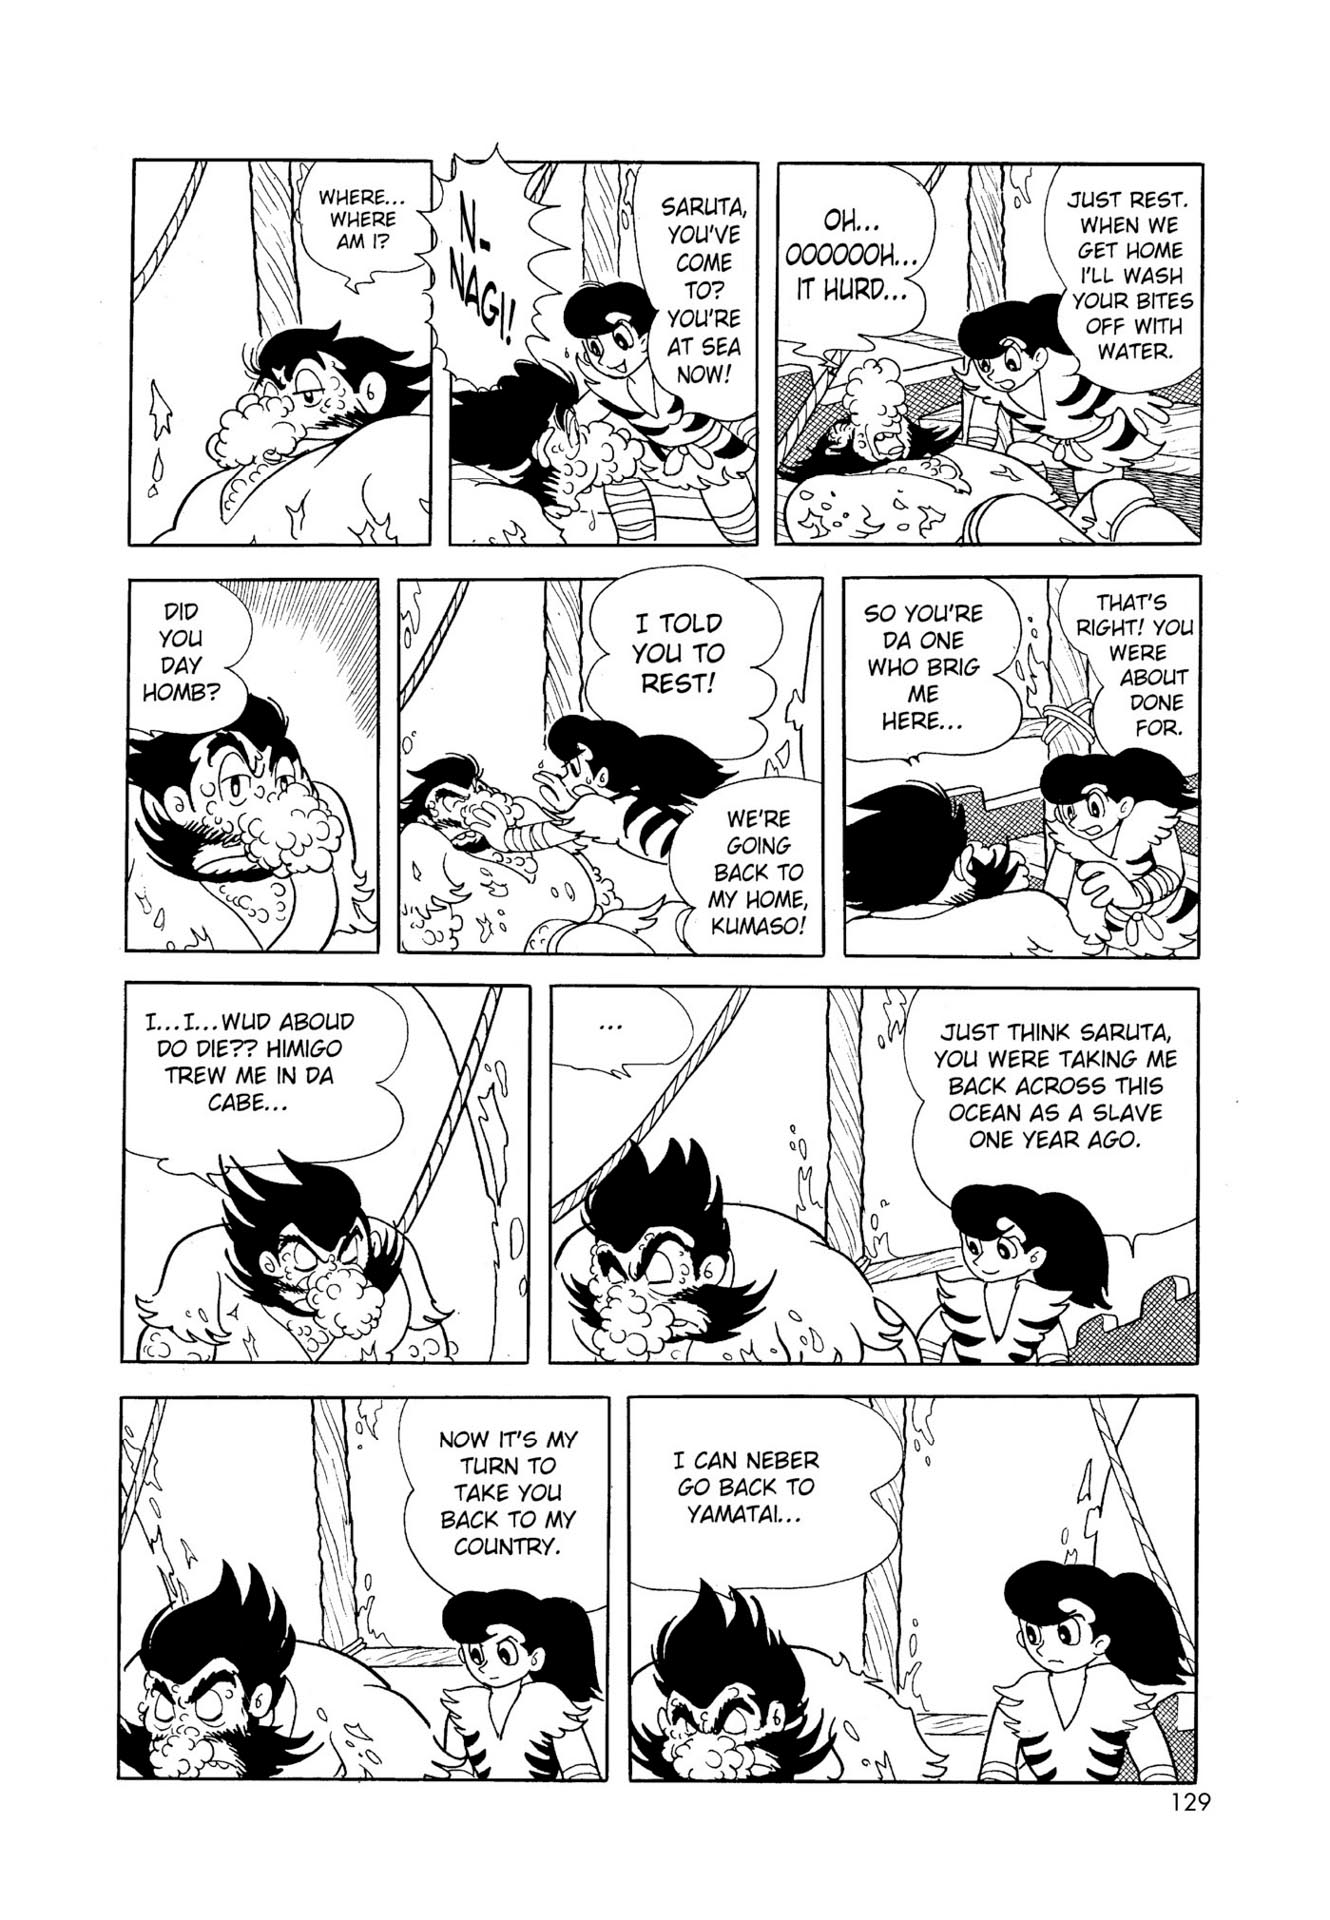 WHERE...
WHERE
AM I?
N-
NAGI!
SARUTA,
YOU'VE
COME
TO?
YOU'RE
AT SEA
NOW!
OH...
OOOOOOH...
IT HURD...
JUST REST.
WHEN WE
GET HOME
I'LL WASH
YOUR BITES
OFF WITH
WATER.
DID
YOU
DAY
HOMB?
I TOLD
YOU TO
REST!
WE'RE
GOING
BACK TO
MY HOME,
KUMASO!
SO YOU'RE
DA ONE
WHO BRIG
ME
HERE...
THAT'S
RIGHT! YOU
WERE
ABOUT
DONE
FOR.
I...I...WUD ABOUD
DO DIE?? HIMIGO
TREW ME IN DA
CABE...
...
JUST THINK SARUTA,
YOU WERE TAKING ME
BACK ACROSS THIS
OCEAN AS A SLAVE
ONE YEAR AGO.
NOW IT'S MY
TURN TO
TAKE YOU
BACK TO MY
COUNTRY.
I CAN NEBER
GO BACK TO
YAMATAI...
129